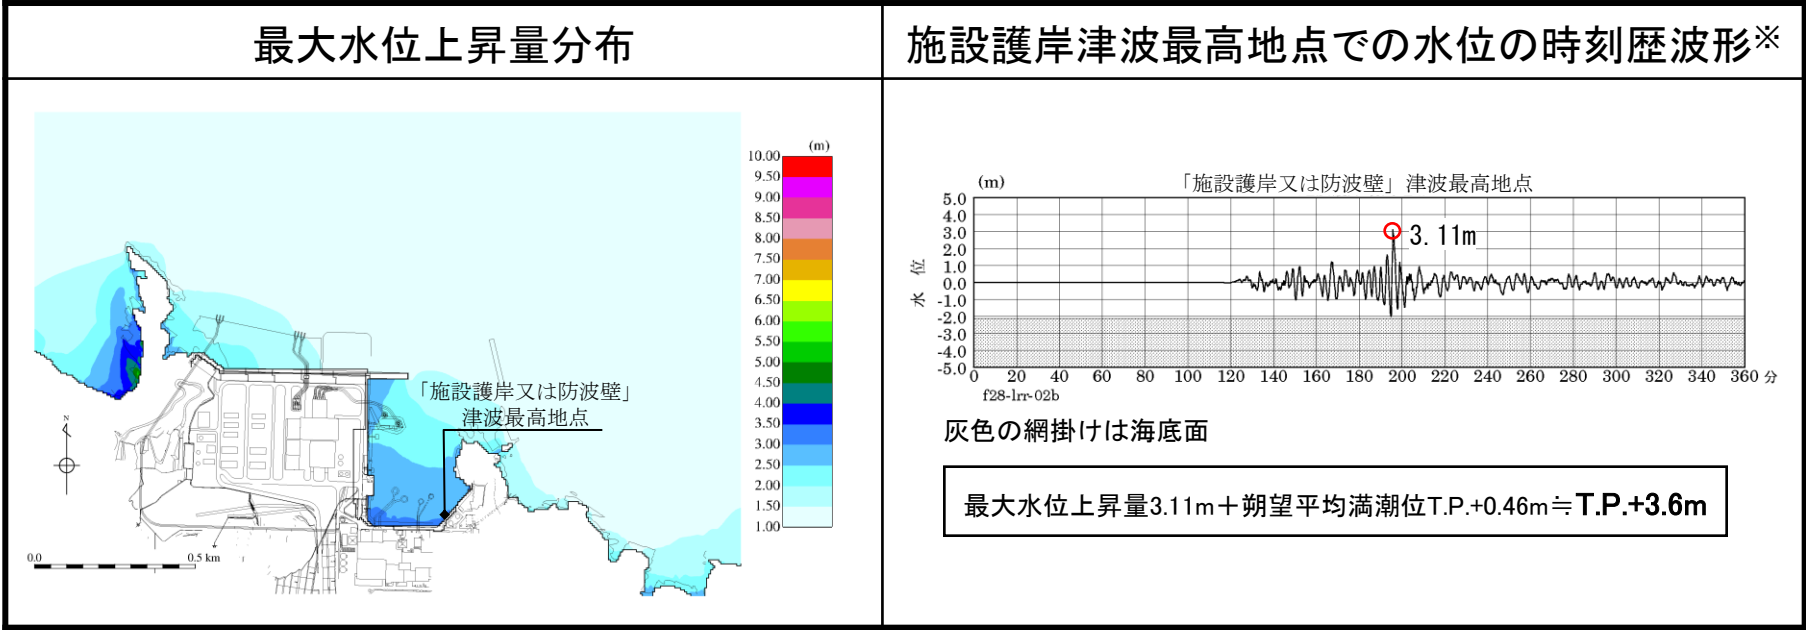 最大水位上昇量分布
施設護岸津波最高地点での水位の時刻歴波形※
(m)
10.00
9.50
9.00
8.50
8.00
7.50
7.00
6.50
6.00
5.50
5.00
4.50
4.00
3.50
3.00
2.50
2.00
1.50
1.00
「施設護岸又は防波壁」
津波最高地点
N
0.0 0.5 km
(m) 「施設護岸又は防波壁」津波最高地点
5.0
4.0
3.0
2.0
1.0
0.0
-1.0
-2.0
-3.0
-4.0
-5.0
水位
3.11m
0 20 40 60 80 100 120 140 160 180 200 220 240 260 280 300 320 340 360 分
f28-lrr-02b
灰色の網掛けは海底面
最大水位上昇量3.11m＋朔望平均満潮位T.P.+0.46m≒T.P.+3.6m